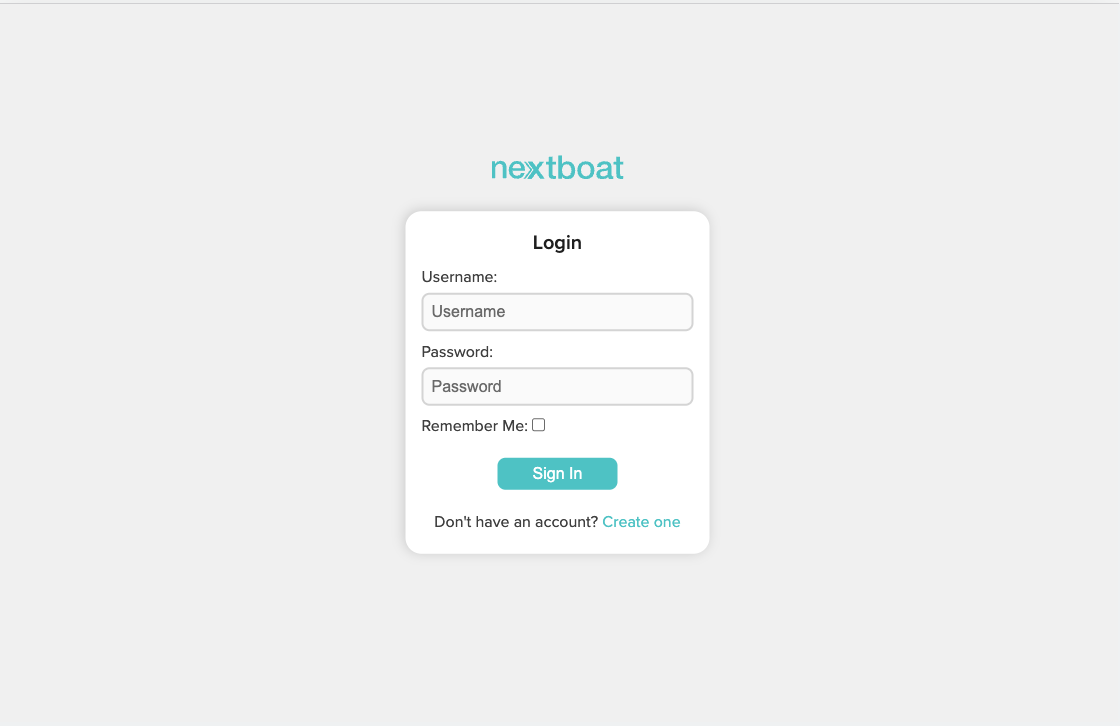 nextboat
Login
Username:
Username
Password:
Password
Remember Me:
Sign In
Don't have an account? Create one